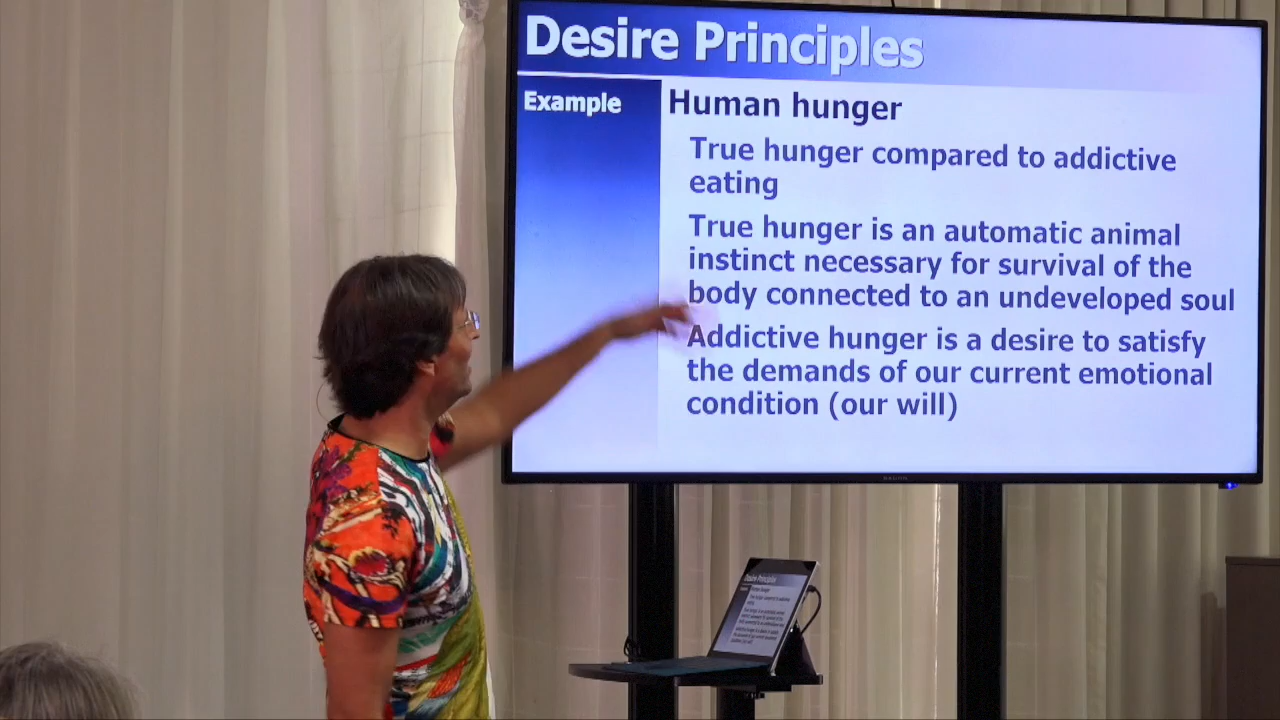 Desire Principles
Example
Human hunger
True hunger compared to addictive
eating
True hunger is an automatic animal
instinct necessary for survival of the
body connected to an undeveloped soul
Addictive hunger is a desire to satisfy
the demands of our current emotional
condition (our will)
Desire Principles